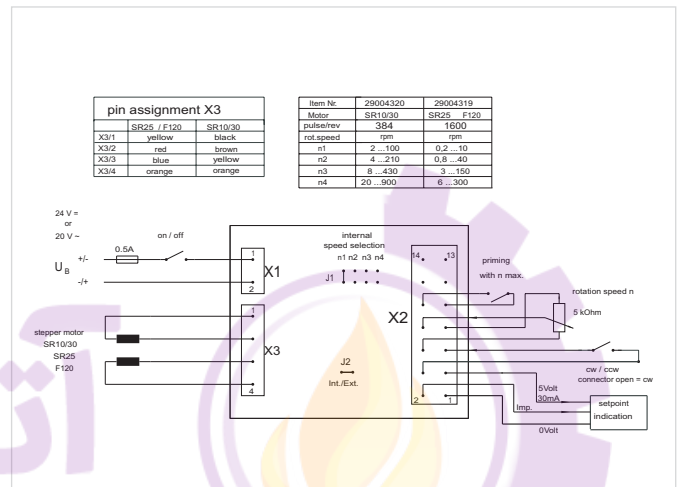 pin assignment X3
SR25 / F120 SR10/30
X3/1 yellow black
X3/2 red brown
X3/3 blue yellow
X3/4 orange orange
Item Nr. 29004320 29004319
Motor SR10/30 SR25 F120
pulse/rev 384 1600
rot.speed rpm rpm
n1 2 ...100 0,2 ...10
n2 4 ...210 0,8 ...40
n3 8 ...430 3 ...150
n4 20 ...900 6 ...300
24 V =
or
20 V ~
on / off
0.5A
+/-
U B
-/+
1
X1
2
internal
speed selection
n1 n2 n3 n4
J1
14 13
priming
with n max.
rotation speed n
5 kOhm
X2
1
X3
4
stepper motor
SR10/30
SR25
F120
J2
Int./Ext.
cw / ccw
connector open = cw
5Volt
30mA
2 1
Imp.
setpoint
indication
0Volt